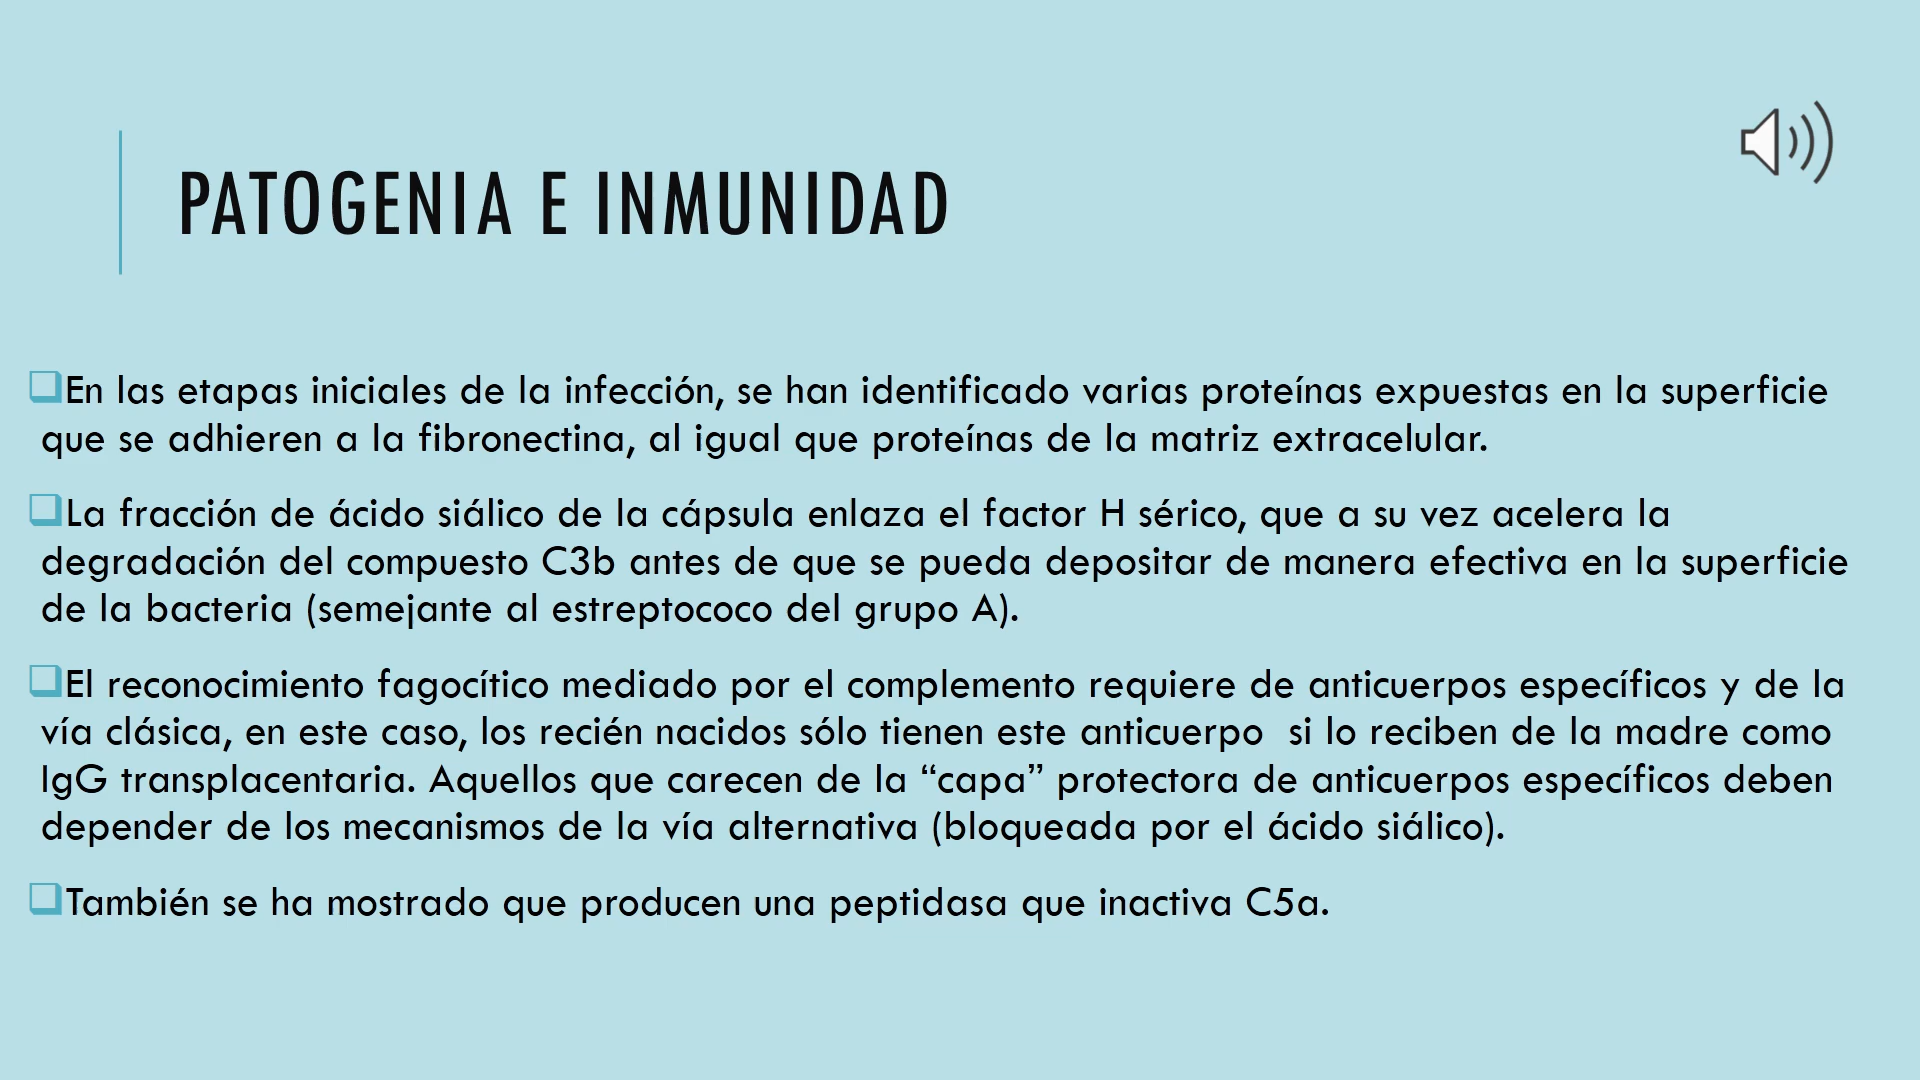 PATOGENIA E INMUNIDAD
❑En las etapas iniciales de la infección, se han identificado varias proteínas expuestas en la superficie
que se adhieren a la fibronectina, al igual que proteínas de la matriz extracelular.
❑La fracción de ácido siálico de la cápsula enlaza el factor H sérico, que a su vez acelera la
degradación del compuesto C3b antes de que se pueda depositar de manera efectiva en la superficie
de la bacteria (semejante al estreptococo del grupo A).
❑El reconocimiento fagocítico mediado por el complemento requiere de anticuerpos específicos y de la
vía clásica, en este caso, los recién nacidos sólo tienen este anticuerpo  si lo reciben de la madre como
IgG transplacentaria. Aquellos que carecen de la “capa” protectora de anticuerpos específicos deben
depender de los mecanismos de la vía alternativa (bloqueada por el ácido siálico).
❑También se ha mostrado que producen una peptidasa que inactiva C5a.